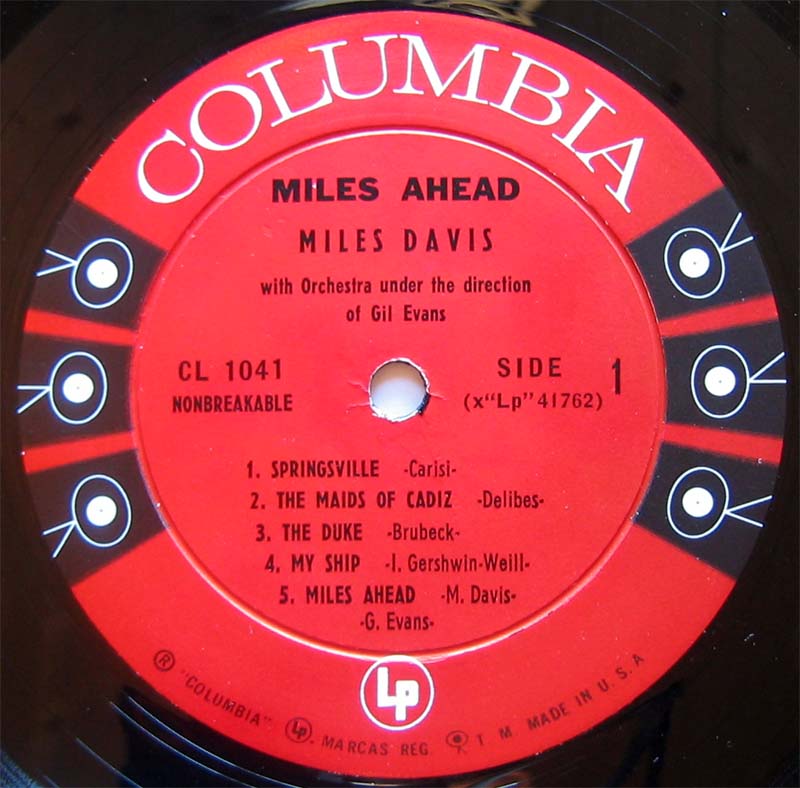 COLUMBIA
MILES AHEAD
MILES DAVIS
with Orchestra under the direction
of Gil Evans
CL 1041
NONBREAKABLE
SIDE 1
(x“Lp”41762)
1. SPRINGSVILLE -Carisi-
2. THE MAIDS OF CADIZ -Delibes-
3. THE DUKE -Brubeck-
4. MY SHIP -I. Gershwin-Weill-
5. MILES AHEAD -M. Davis-
-G. Evans-
Lp
® "COLUMBIA" Lp. MARCAS REG. T. M. MADE IN U. S. A